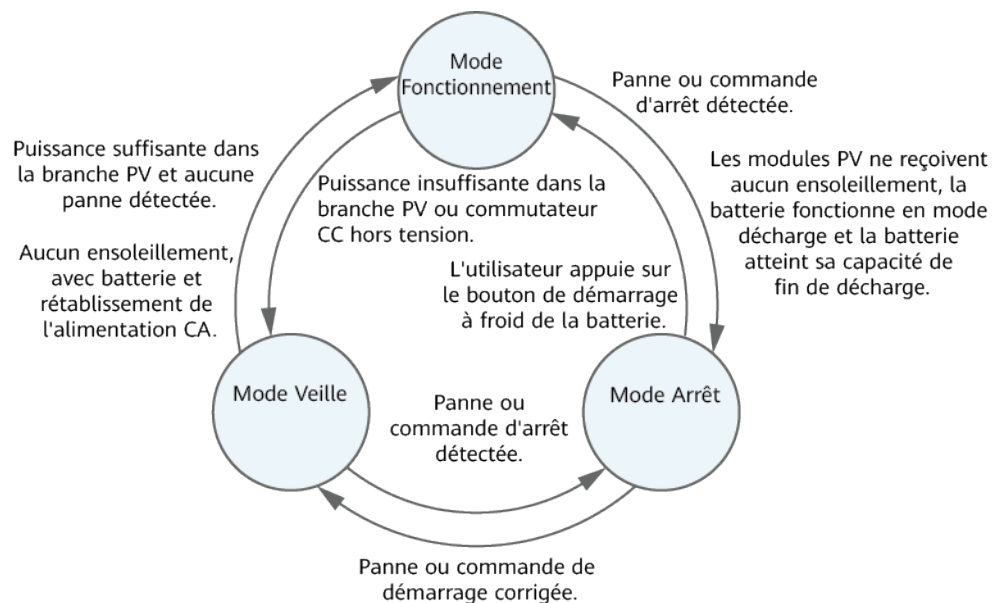 Mode
Fonctionnement
Panne ou commande
d'arrêt détectée.
Puissance suffisante dans
la branche PV et aucune
panne détectée.
Les modules PV ne reçoivent
aucun ensoleillement, la
batterie fonctionne en mode
décharge et la batterie
atteint sa capacité de
fin de décharge.
Puissance insuffisante dans la
branche PV ou commutateur
CC hors tension.
Aucun ensoleillement,
avec batterie et
rétablissement de
l'alimentation CA.
L'utilisateur appuie sur
le bouton de démarrage
à froid de la batterie.
Mode Veille
Mode Arrêt
Panne ou
commande d'arrêt
détectée.
Panne ou commande de
démarrage corrigée.